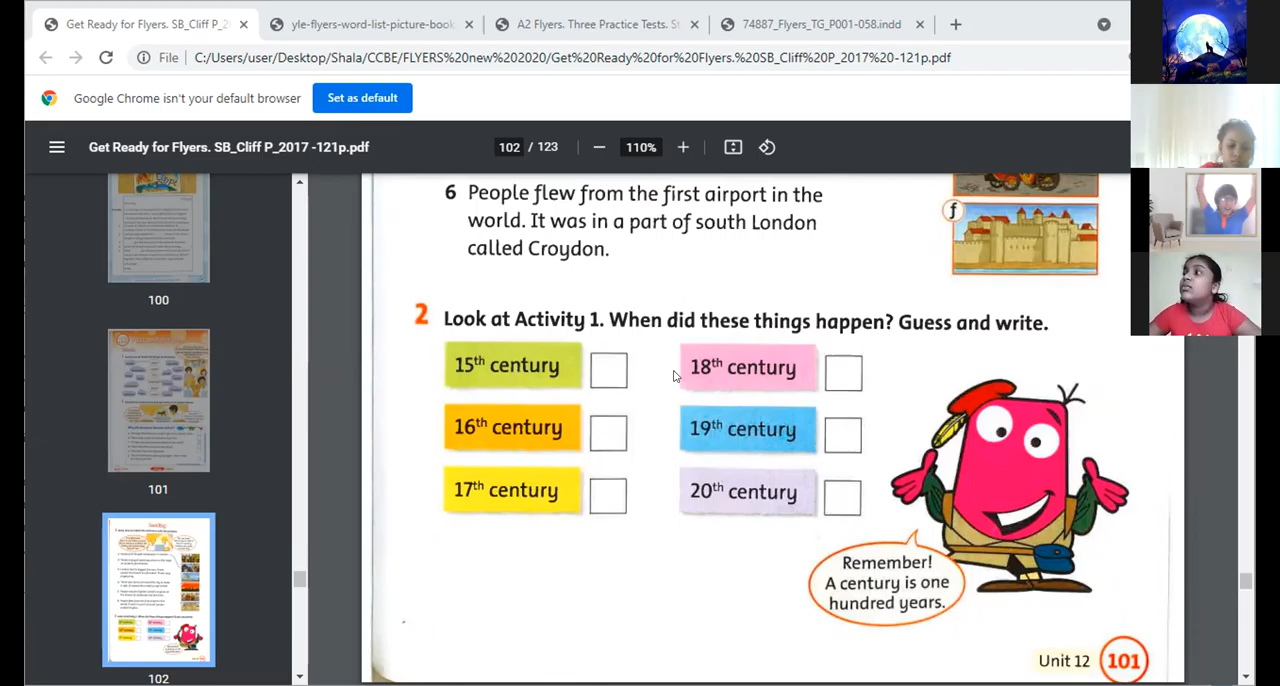 Get Ready for Flyers. SB_Cliff P_2
yle-flyers-word-list-picture-book
A2 Flyers. Three Practice Tests. S
74887_Flyers_TG_P001-058.indd
File
C:/Users/user/Desktop/Shala/CCBE/FLYERS%20new%202020/Get%20Ready%20for%20Flyers.%20SB_Cliff%20P_2017%20-121p.pdf
Google Chrome isn't your default browser
Set as default
Get Ready for Flyers. SB_Cliff P_2017 -121p.pdf
102 / 123
110%
100
101
102
6 People flew from the first airport in the
world. It was in a part of south London
called Croydon.
f
2 Look at Activity 1. When did these things happen? Guess and write.
15th century
18th century
16th century
19th century
17th century
20th century
Remember!
A century is one
hundred years.
Unit 12
101